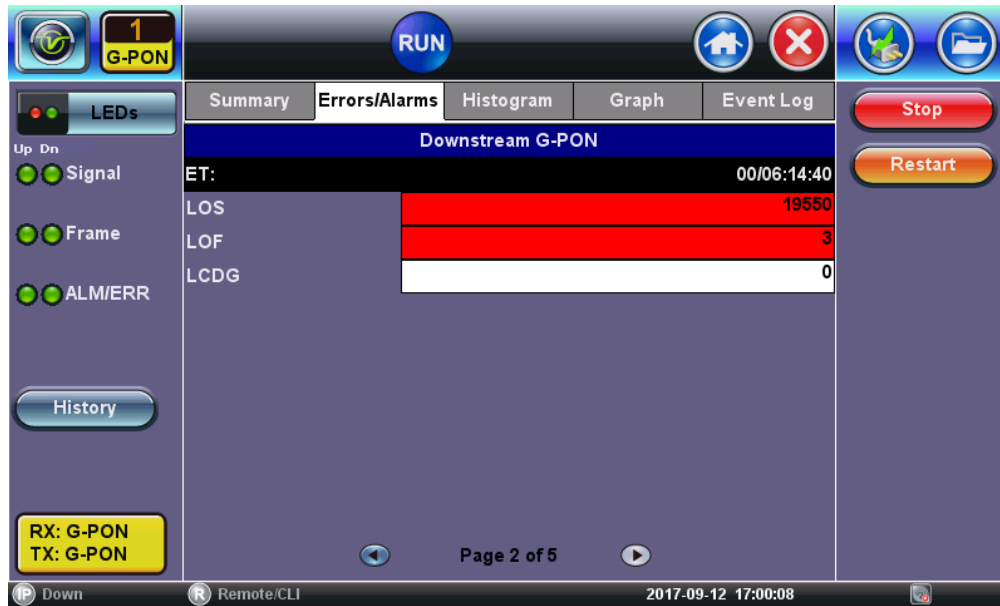 1
G-PON
RUN
LEDs
Summary
Errors/Alarms
Histogram
Graph
Event Log
Stop
Up Dn
Downstream G-PON
Restart
Signal
ET: 00/06:14:40
LOS 19550
Frame
LOF 3
LCDG 0
ALM/ERR
History
RX: G-PON
TX: G-PON
Page 2 of 5
IP Down
R Remote/CLI
2017-09-12 17:00:08